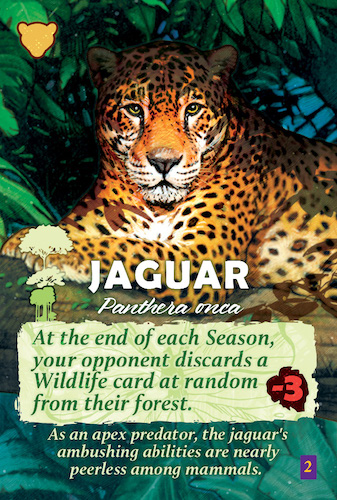 JAGUAR
Panthera onca
At the end of each Season,
your opponent discards a
Wildlife card at random
from their forest.
-3
As an apex predator, the jaguar's
ambushing abilities are nearly
peerless among mammals.
2